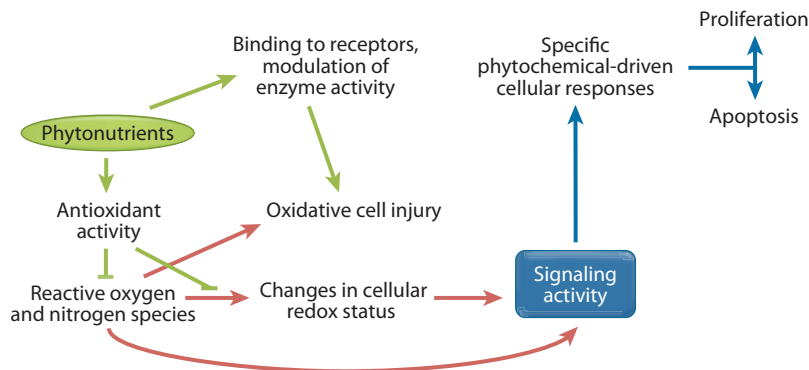 Proliferation
Binding to receptors,
modulation of
enzyme activity
Specific
phytochemical-driven
cellular responses
Apoptosis
Phytonutrients
Antioxidant
activity
Oxidative cell injury
Reactive oxygen
and nitrogen species
Changes in cellular
redox status
Signaling
activity